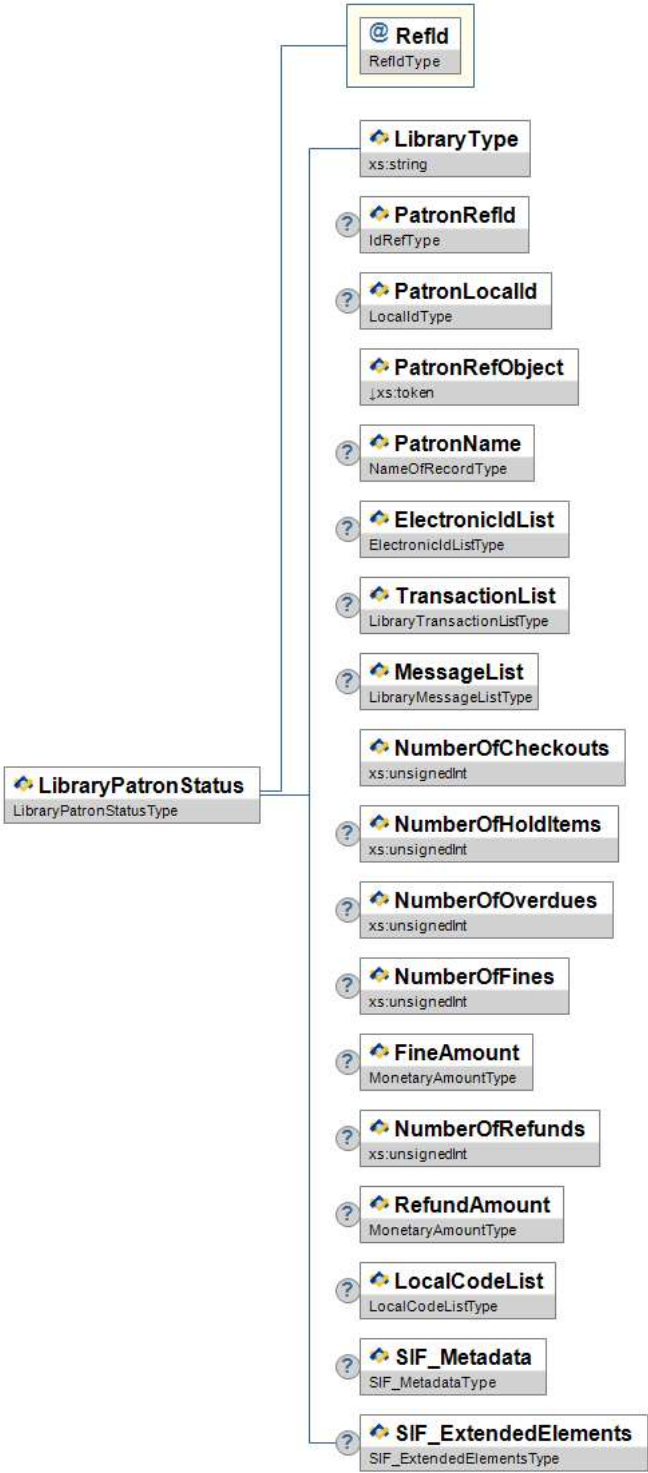 @ RefId
RefIdType
LibraryType
xs:string
? PatronRefId
IdRefType
? PatronLocalId
LocalIdType
PatronRefObject
↓xs:token
? PatronName
NameOfRecordType
? ElectronicIdList
ElectronicIdListType
? TransactionList
LibraryTransactionListType
? MessageList
LibraryMessageListType
NumberOfCheckouts
xs:unsignedInt
LibraryPatronStatus
LibraryPatronStatusType
? NumberOfHoldItems
xs:unsignedInt
? NumberOfOverdues
xs:unsignedInt
? NumberOfFines
xs:unsignedInt
? FineAmount
MonetaryAmountType
? NumberOfRefunds
xs:unsignedInt
? RefundAmount
MonetaryAmountType
? LocalCodeList
LocalCodeListType
? SIF_Metadata
SIF_MetadataType
? SIF_ExtendedElements
SIF_ExtendedElementsType